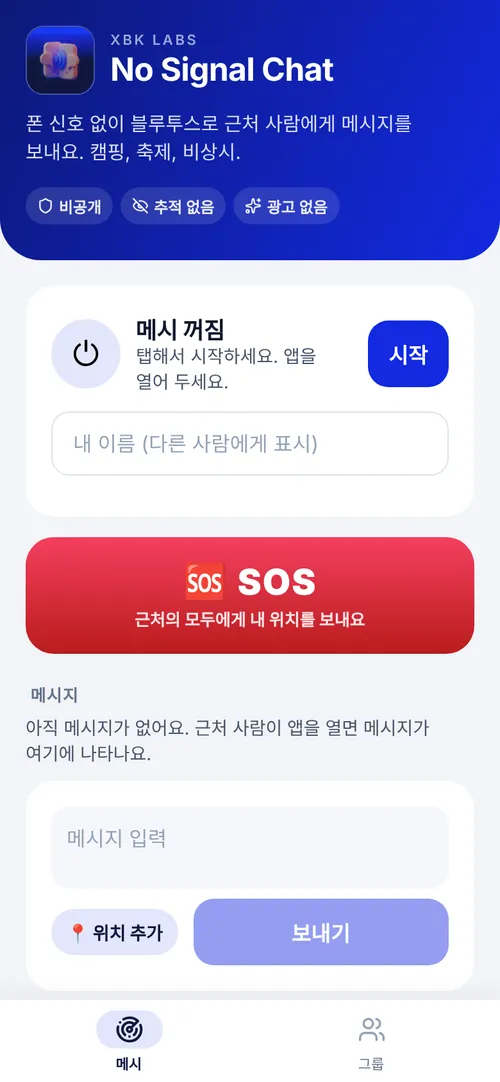 XBK LABS
No Signal Chat
폰 신호 없이 블루투스로 근처 사람에게 메시지를
보내요. 캠핑, 축제, 비상시.
비공개
추적 없음
광고 없음
메시 꺼짐
탭해서 시작하세요. 앱을
열어 두세요.
시작
내 이름 (다른 사람에게 표시)
🆘 SOS
근처의 모두에게 내 위치를 보내요
메시지
아직 메시지가 없어요. 근처 사람이 앱을 열면 메시지가
여기에 나타나요.
메시지 입력
📍 위치 추가
보내기
메시
그룹